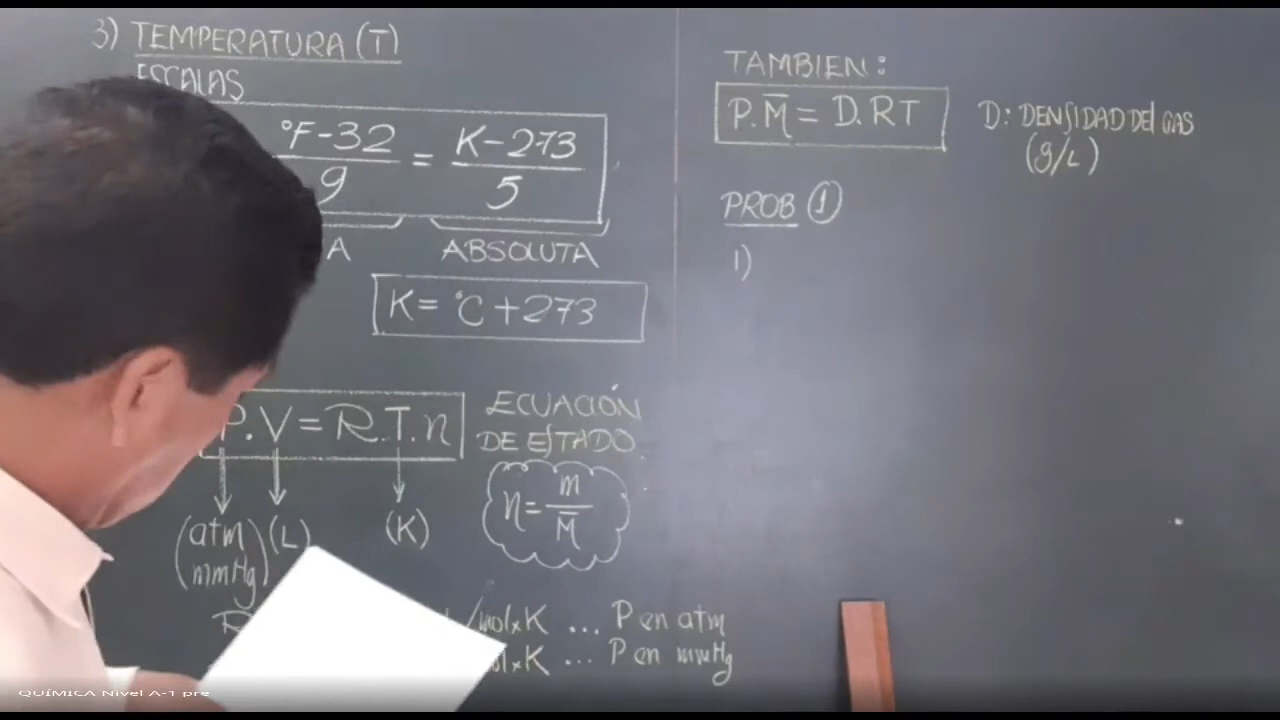 3) TEMPERATURA (T)
ESCALAS
°F-32 / 9 = K-273 / 5
A ABSOLUTA
K= °C+273
P.V=R.T.n
ECUACIÓN
DE ESTADO
n= m / M̅
(atm
mmHg)
(L)
(K)
R /mol×K ... P en atm
×K ... P en mmHg
TAMBIEN:
P.M̅ = D.RT
D: DENSIDAD DEL GAS
(g/L)
PROB 1
1)
QUÍMICA Nivel A-1 pre